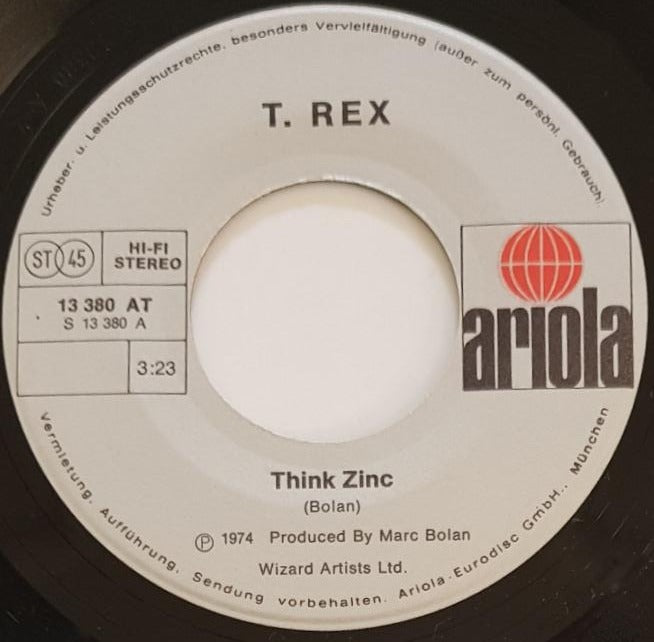 Urheber- u. Leistungsschutzrechte, besonders Vervielfältigung (außer zum persönl. Gebrauch),
T. REX
ST 45
HI-FI
STEREO
13 380 AT
S 13 380 A
3:23
ariola
Think Zinc
(Bolan)
Ⓟ 1974 Produced By Marc Bolan
Wizard Artists Ltd.
Vermietung, Aufführung, Sendung vorbehalten. Ariola-Eurodisc GmbH., München